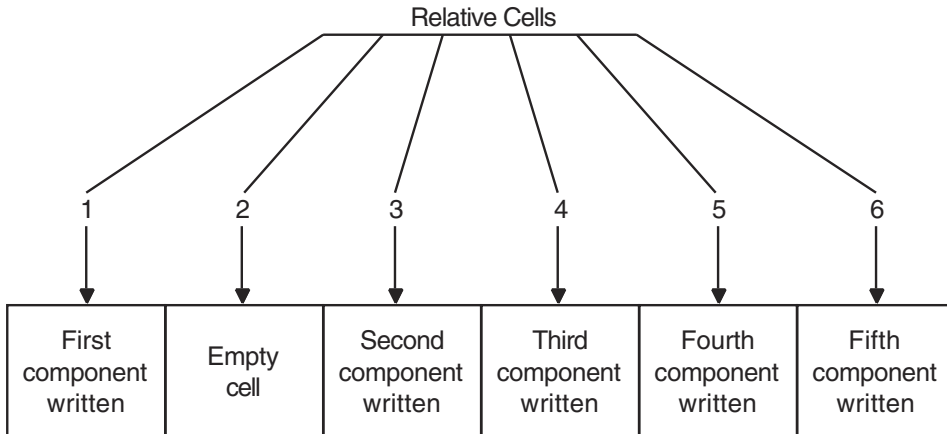 Relative Cells
1 2 3 4 5 6
First
component
written
Empty
cell
Second
component
written
Third
component
written
Fourth
component
written
Fifth
component
written